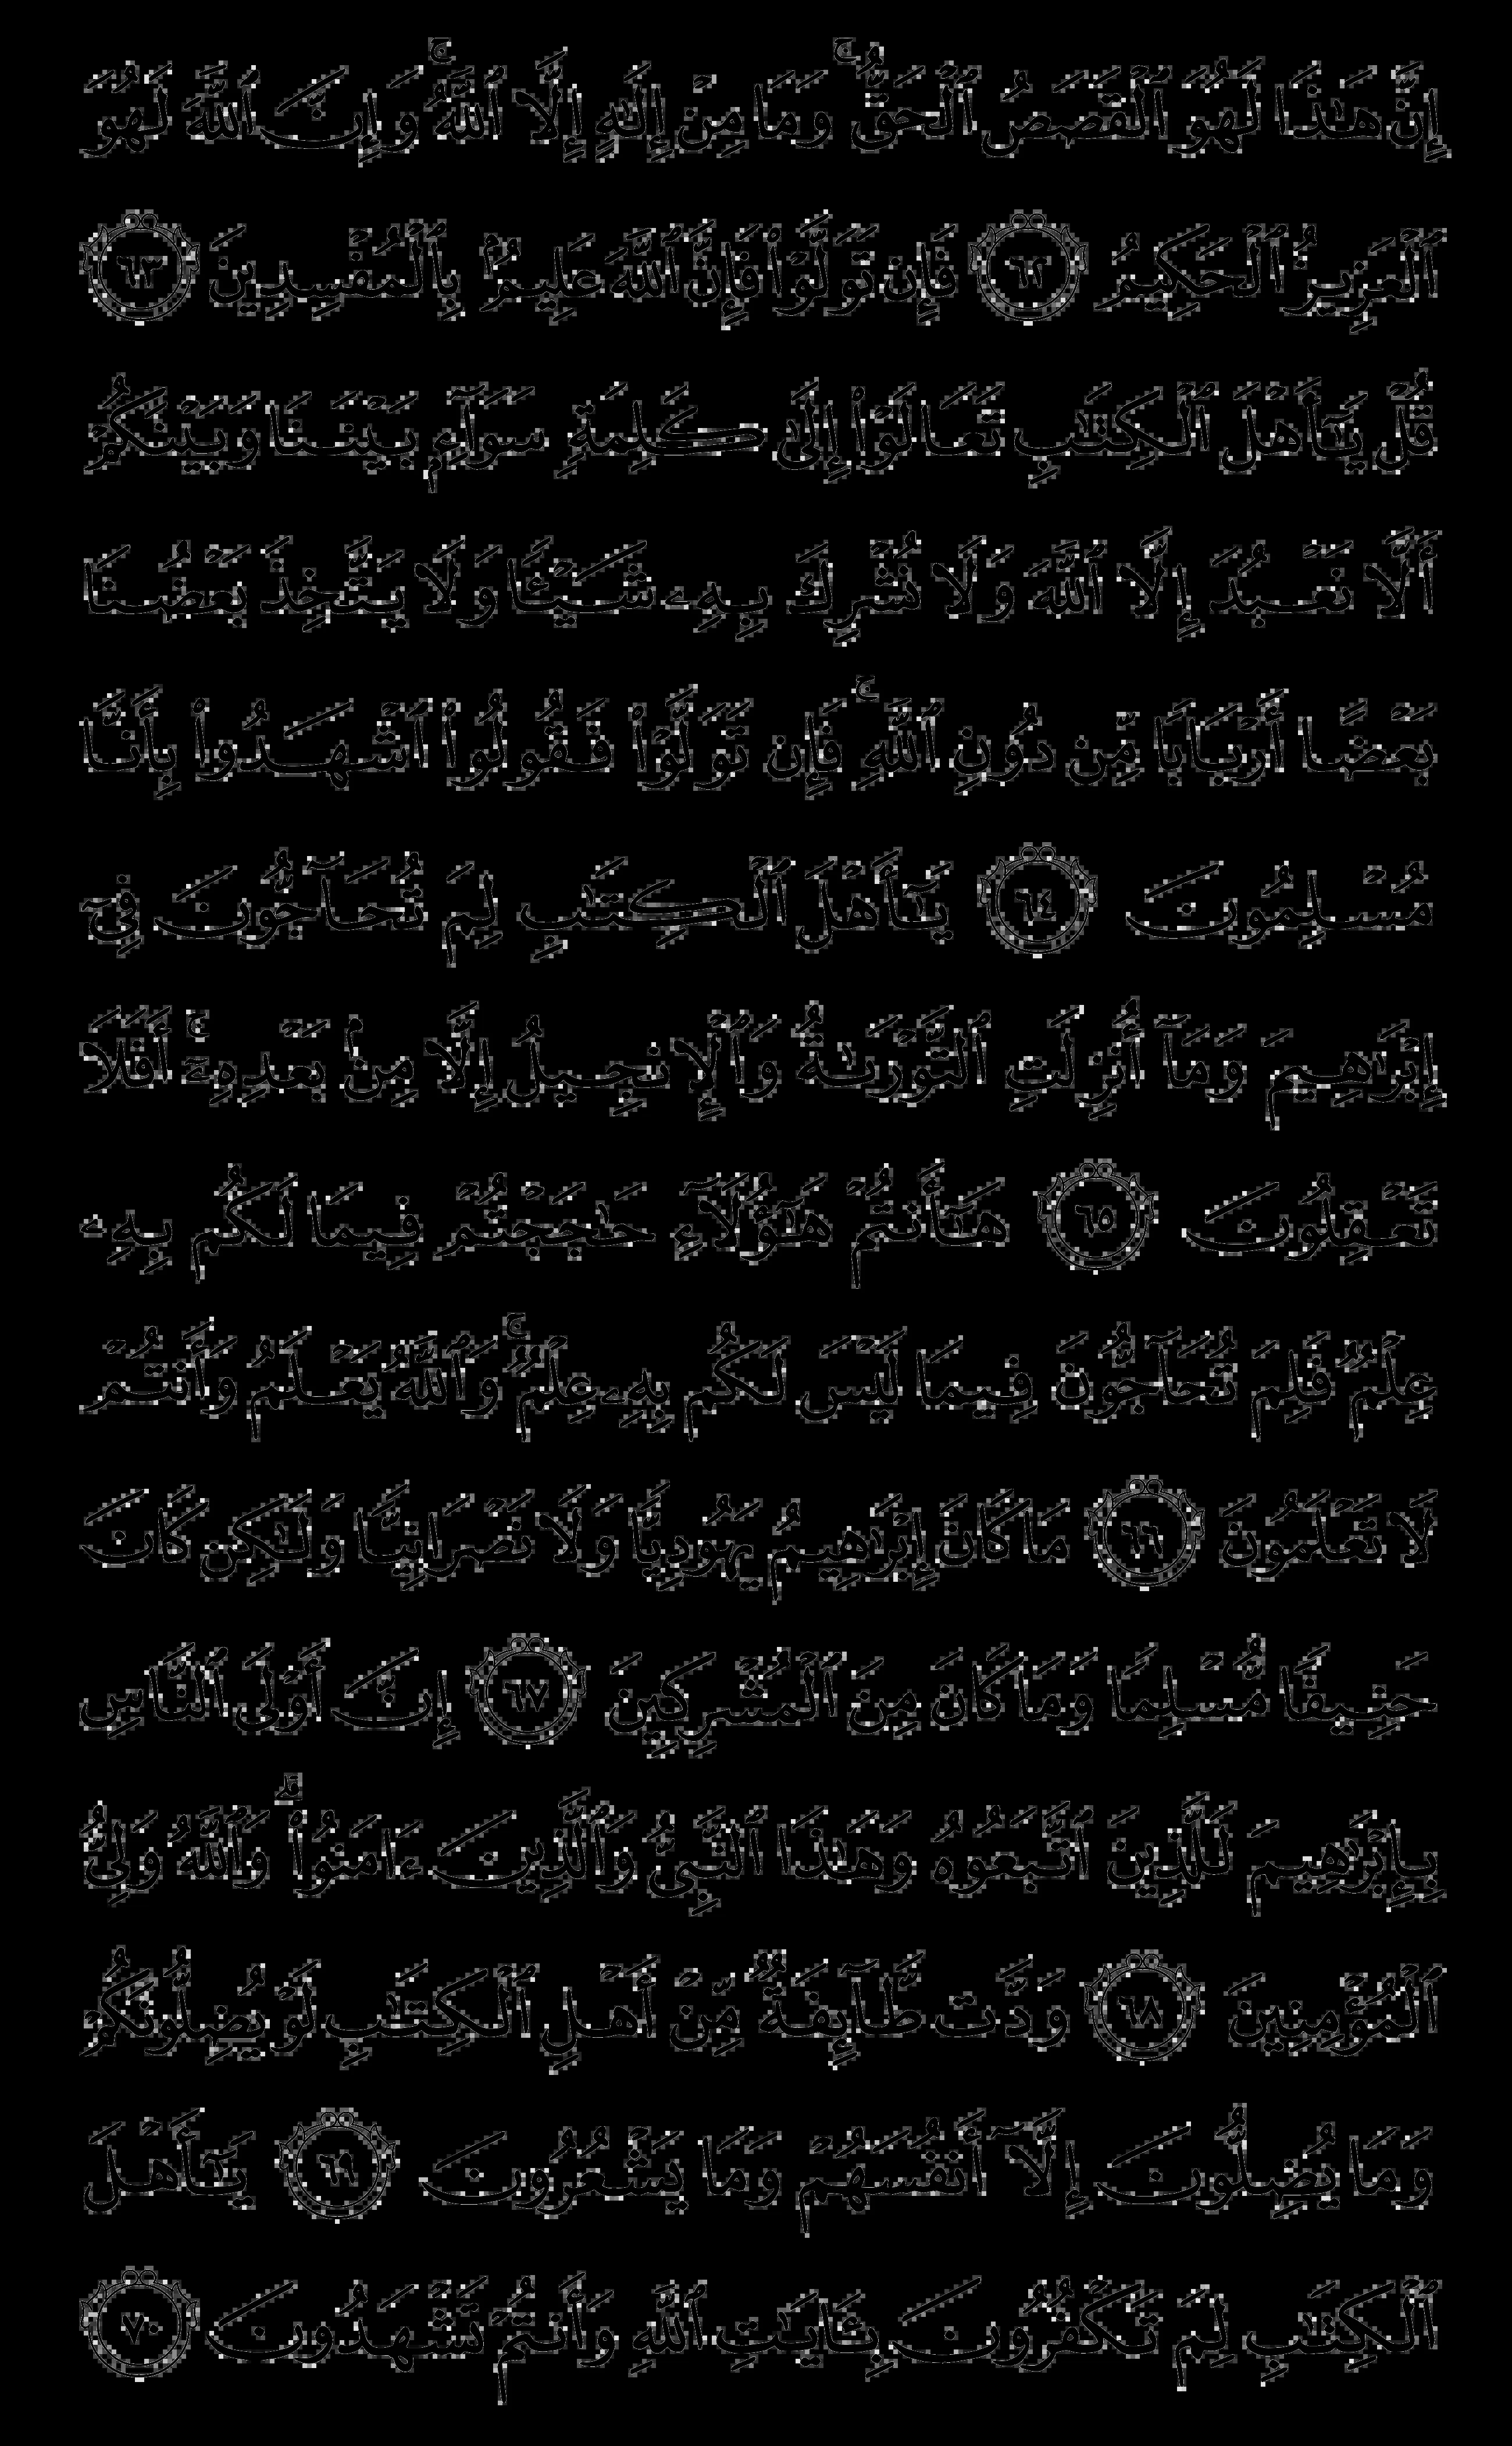 إِنَّ هَٰذَا لَهُوَ ٱلْقَصَصُ ٱلْحَقُّ ۚ وَمَا مِنْ إِلَٰهٍ إِلَّا ٱللَّهُ ۚ وَإِنَّ ٱللَّهَ لَهُوَ
ٱلْعَزِيزُ ٱلْحَكِيمُ ٦٢ فَإِن تَوَلَّوْا۟ فَإِنَّ ٱللَّهَ عَلِيمٌۢ بِٱلْمُفْسِدِينَ ٦٣
قُلْ يَٰٓأَهْلَ ٱلْكِتَٰبِ تَعَالَوْا۟ إِلَىٰ كَلِمَةٍ سَوَآءٍۭ بَيْنَنَا وَبَيْنَكُمْ
أَلَّا نَعْبُدَ إِلَّا ٱللَّهَ وَلَا نُشْرِكَ بِهِۦ شَيْـًٔا وَلَا يَتَّخِذَ بَعْضُنَا
بَعْضًا أَرْبَابًا مِّن دُونِ ٱللَّهِ ۚ فَإِن تَوَلَّوْا۟ فَقُولُوا۟ ٱشْهَدُوا۟ بِأَنَّا
مُسْلِمُونَ ٦٤ يَٰٓأَهْلَ ٱلْكِتَٰبِ لِمَ تُحَآجُّونَ فِىٓ
إِبْرَٰهِيمَ وَمَآ أُنزِلَتِ ٱلتَّوْرَىٰةُ وَٱلْإِنجِيلُ إِلَّا مِنۢ بَعْدِهِۦٓ ۚ أَفَلَا
تَعْقِلُونَ ٦٥ هَٰٓأَنتُمْ هَٰٓؤُلَآءِ حَٰجَجْتُمْ فِيمَا لَكُم بِهِۦ
عِلْمٌ فَلِمَ تُحَآجُّونَ فِيمَا لَيْسَ لَكُم بِهِۦ عِلْمٌ ۚ وَٱللَّهُ يَعْلَمُ وَأَنتُمْ
لَا تَعْلَمُونَ ٦٦ مَا كَانَ إِبْرَٰهِيمُ يَهُودِيًّا وَلَا نَصْرَانِيًّا وَلَٰكِن كَانَ
حَنِيفًا مُّسْلِمًا وَمَا كَانَ مِنَ ٱلْمُشْرِكِينَ ٦٧ إِنَّ أَوْلَى ٱلنَّاسِ
بِإِبْرَٰهِيمَ لَلَّذِينَ ٱتَّبَعُوهُ وَهَٰذَا ٱلنَّبِىُّ وَٱلَّذِينَ ءَامَنُوا۟ ۗ وَٱللَّهُ وَلِىُّ
ٱلْمُؤْمِنِينَ ٦٨ وَدَّت طَّآئِفَةٌ مِّنْ أَهْلِ ٱلْكِتَٰبِ لَوْ يُضِلُّونَكُمْ
وَمَا يُضِلُّونَ إِلَّآ أَنفُسَهُمْ وَمَا يَشْعُرُونَ ٦٩ يَٰٓأَهْلَ
ٱلْكِتَٰبِ لِمَ تَكْفُرُونَ بِـَٔايَٰتِ ٱللَّهِ وَأَنتُمْ تَشْهَدُونَ ٧٠